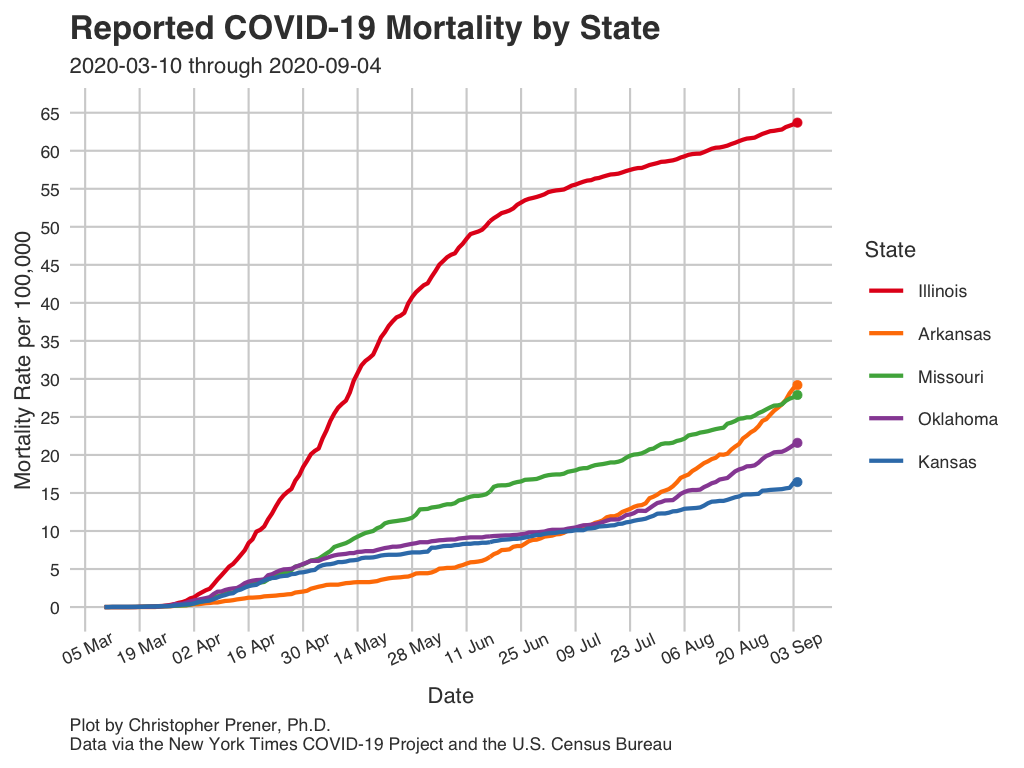 Reported COVID-19 Mortality by State
2020-03-10 through 2020-09-04
Mortality Rate per 100,000
65
60
55
50
45
40
35
30
25
20
15
10
5
0
05 Mar
19 Mar
02 Apr
16 Apr
30 Apr
14 May
28 May
11 Jun
25 Jun
09 Jul
23 Jul
06 Aug
20 Aug
03 Sep
Date
State
Illinois
Arkansas
Missouri
Oklahoma
Kansas
Plot by Christopher Prener, Ph.D.
Data via the New York Times COVID-19 Project and the U.S. Census Bureau